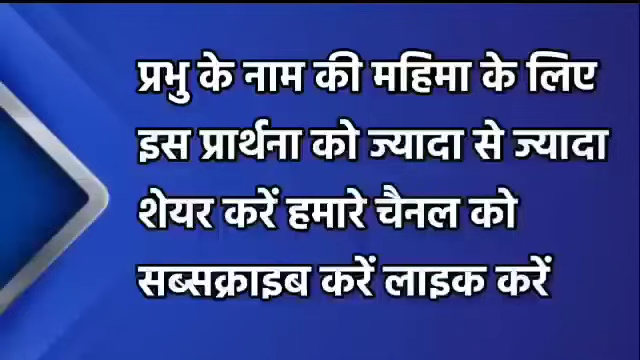 प्रभु के नाम की महिमा के लिए
इस प्रार्थना को ज्यादा से ज्यादा
शेयर करें हमारे चैनल को
सब्सक्राइब करें लाइक करें